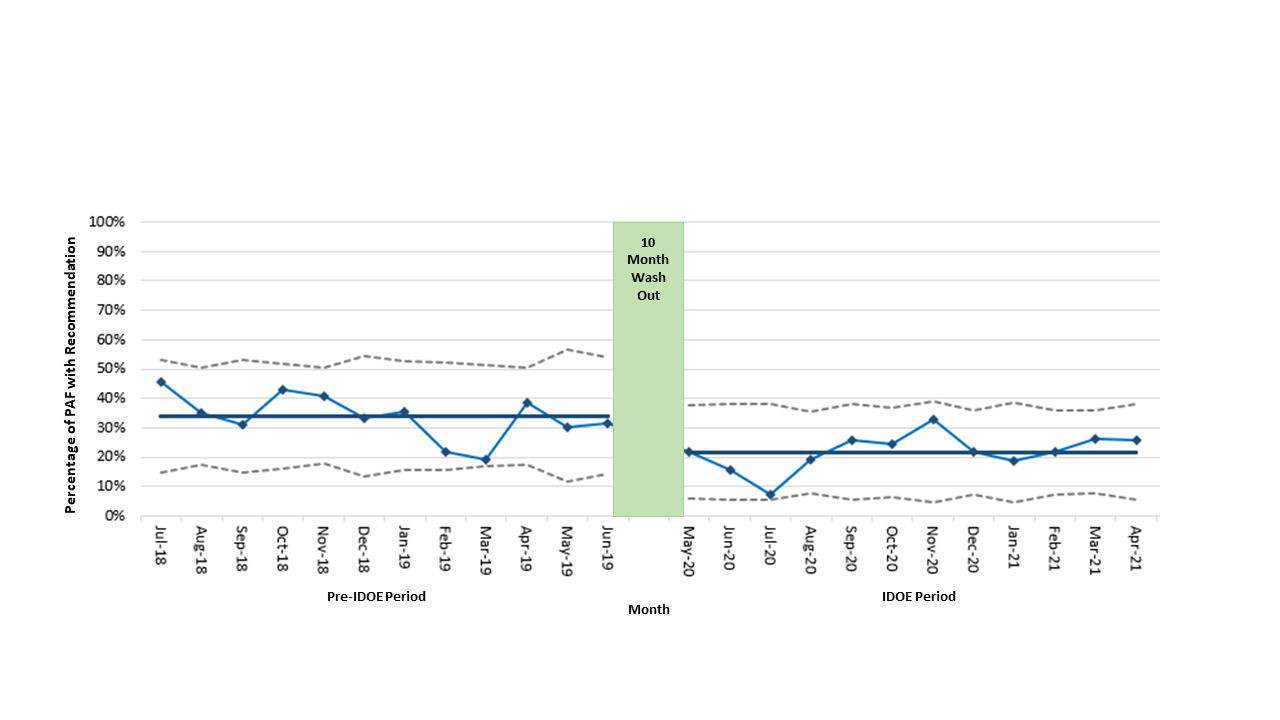 Percentage of PAF with Recommendation
100%
90%
80%
70%
60%
50%
40%
30%
20%
10%
0%
10
Month
Wash
Out
Jul-18
Aug-18
Sep-18
Oct-18
Nov-18
Dec-18
Jan-19
Feb-19
Mar-19
Apr-19
May-19
Jun-19
May-20
Jun-20
Jul-20
Aug-20
Sep-20
Oct-20
Nov-20
Dec-20
Jan-21
Feb-21
Mar-21
Apr-21
Pre-IDOE Period
IDOE Period
Month